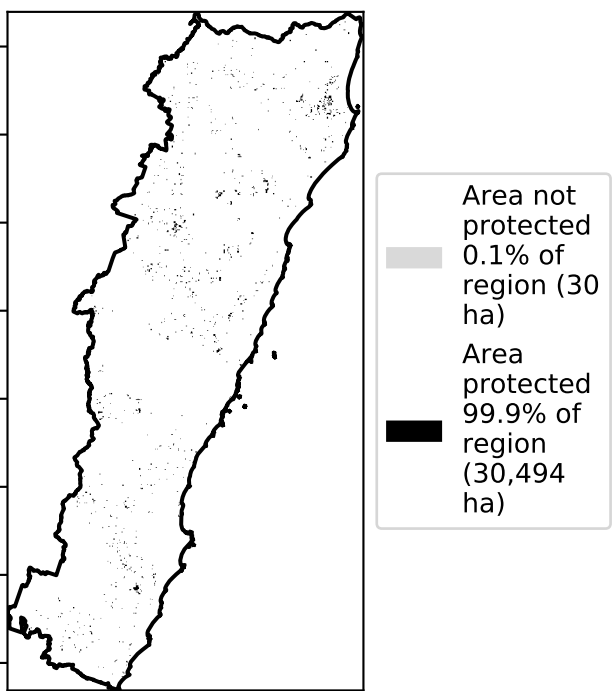 Area not
protected
0.1% of
region (30
ha)
Area
protected
99.9% of
region
(30,494
ha)